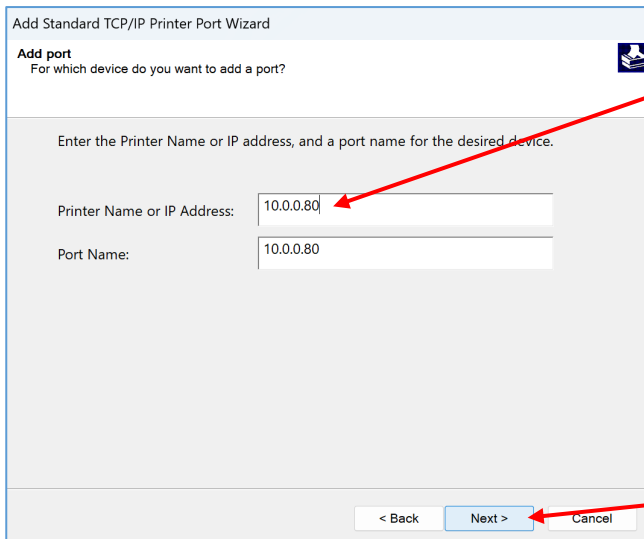 Add Standard TCP/IP Printer Port Wizard
Add port
For which device do you want to add a port?
Enter the Printer Name or IP address, and a port name for the desired device.
Printer Name or IP Address: 10.0.0.80
Port Name: 10.0.0.80
< Back Next > Cancel